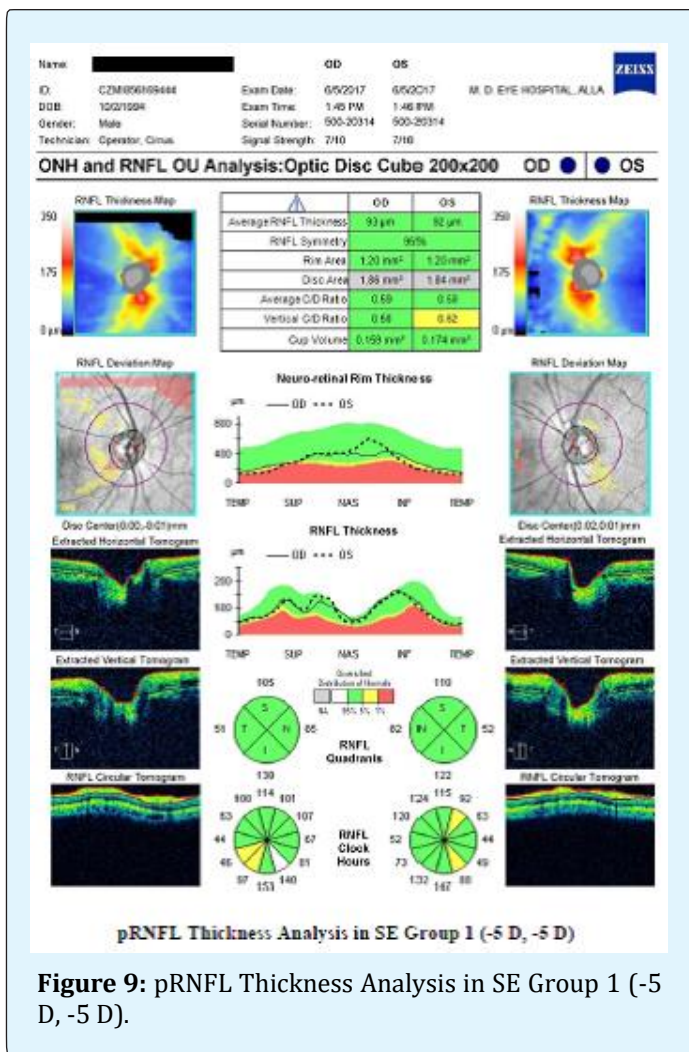 Name: OD OS ZEISS
ID: Exam Date: 6/5/2017 6/5/2017 M. D. EYE HOSPITAL, ALLA
DOB: Exam Time: 1:45 PM 1:46 PM
Gender: Male Serial Number: 500-20314 500-20314
Technician: Operator, Cirrus Signal Strength: 7/10 7/10
ONH and RNFL OU Analysis:Optic Disc Cube 200x200 OD OS
RNFL Thickness Map RNFL Thickness Map
350 175 0 µm
350 175 0 µm
OD OS
Average RNFL Thickness 93 µm 92 µm
RNFL Symmetry 95%
Rim Area 1.20 mm² 1.20 mm²
Disc Area 1.86 mm² 1.84 mm²
Average C/D Ratio 0.59 0.58
Vertical C/D Ratio 0.56 0.62
Cup Volume 0.159 mm³ 0.174 mm³
RNFL Deviation Map RNFL Deviation Map
Neuro-retinal Rim Thickness
µm OD OS
800
400
0
TEMP SUP NAS INF TEMP
Disc Center(0.00,-0.01)mm Disc Center(0.02,0.01)mm
Extracted Horizontal Tomogram Extracted Horizontal Tomogram
RNFL Thickness
µm OD OS
200
100
0
TEMP SUP NAS INF TEMP
Extracted Vertical Tomogram Extracted Vertical Tomogram
Distribution of Normals
NA 95% 5% 1%
105 110
S S
51 T N 85 82 N T 52
I I
130 122
RNFL Quadrants
RNFL Circular Tomogram RNFL Circular Tomogram
114 115
100 101 124 92
53 107 120 63
44 67 52 44
45 81 73 49
97 140 132 88
153 147
RNFL Clock Hours
pRNFL Thickness Analysis in SE Group 1 (-5 D, -5 D)
Figure 9: pRNFL Thickness Analysis in SE Group 1 (-5
D, -5 D).